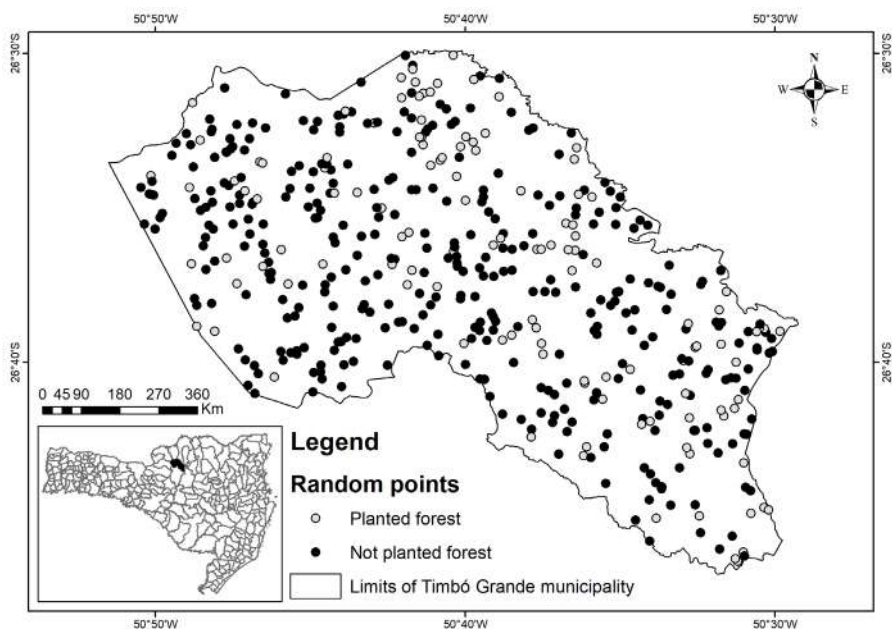 50°50'W 50°40'W 50°30'W
26°30'S 26°30'S
N
W E
S
26°40'S 26°40'S
0 45 90 180 270 360
Km
Legend
Random points
Planted forest
Not planted forest
Limits of Timbó Grande municipality
50°50'W 50°40'W 50°30'W